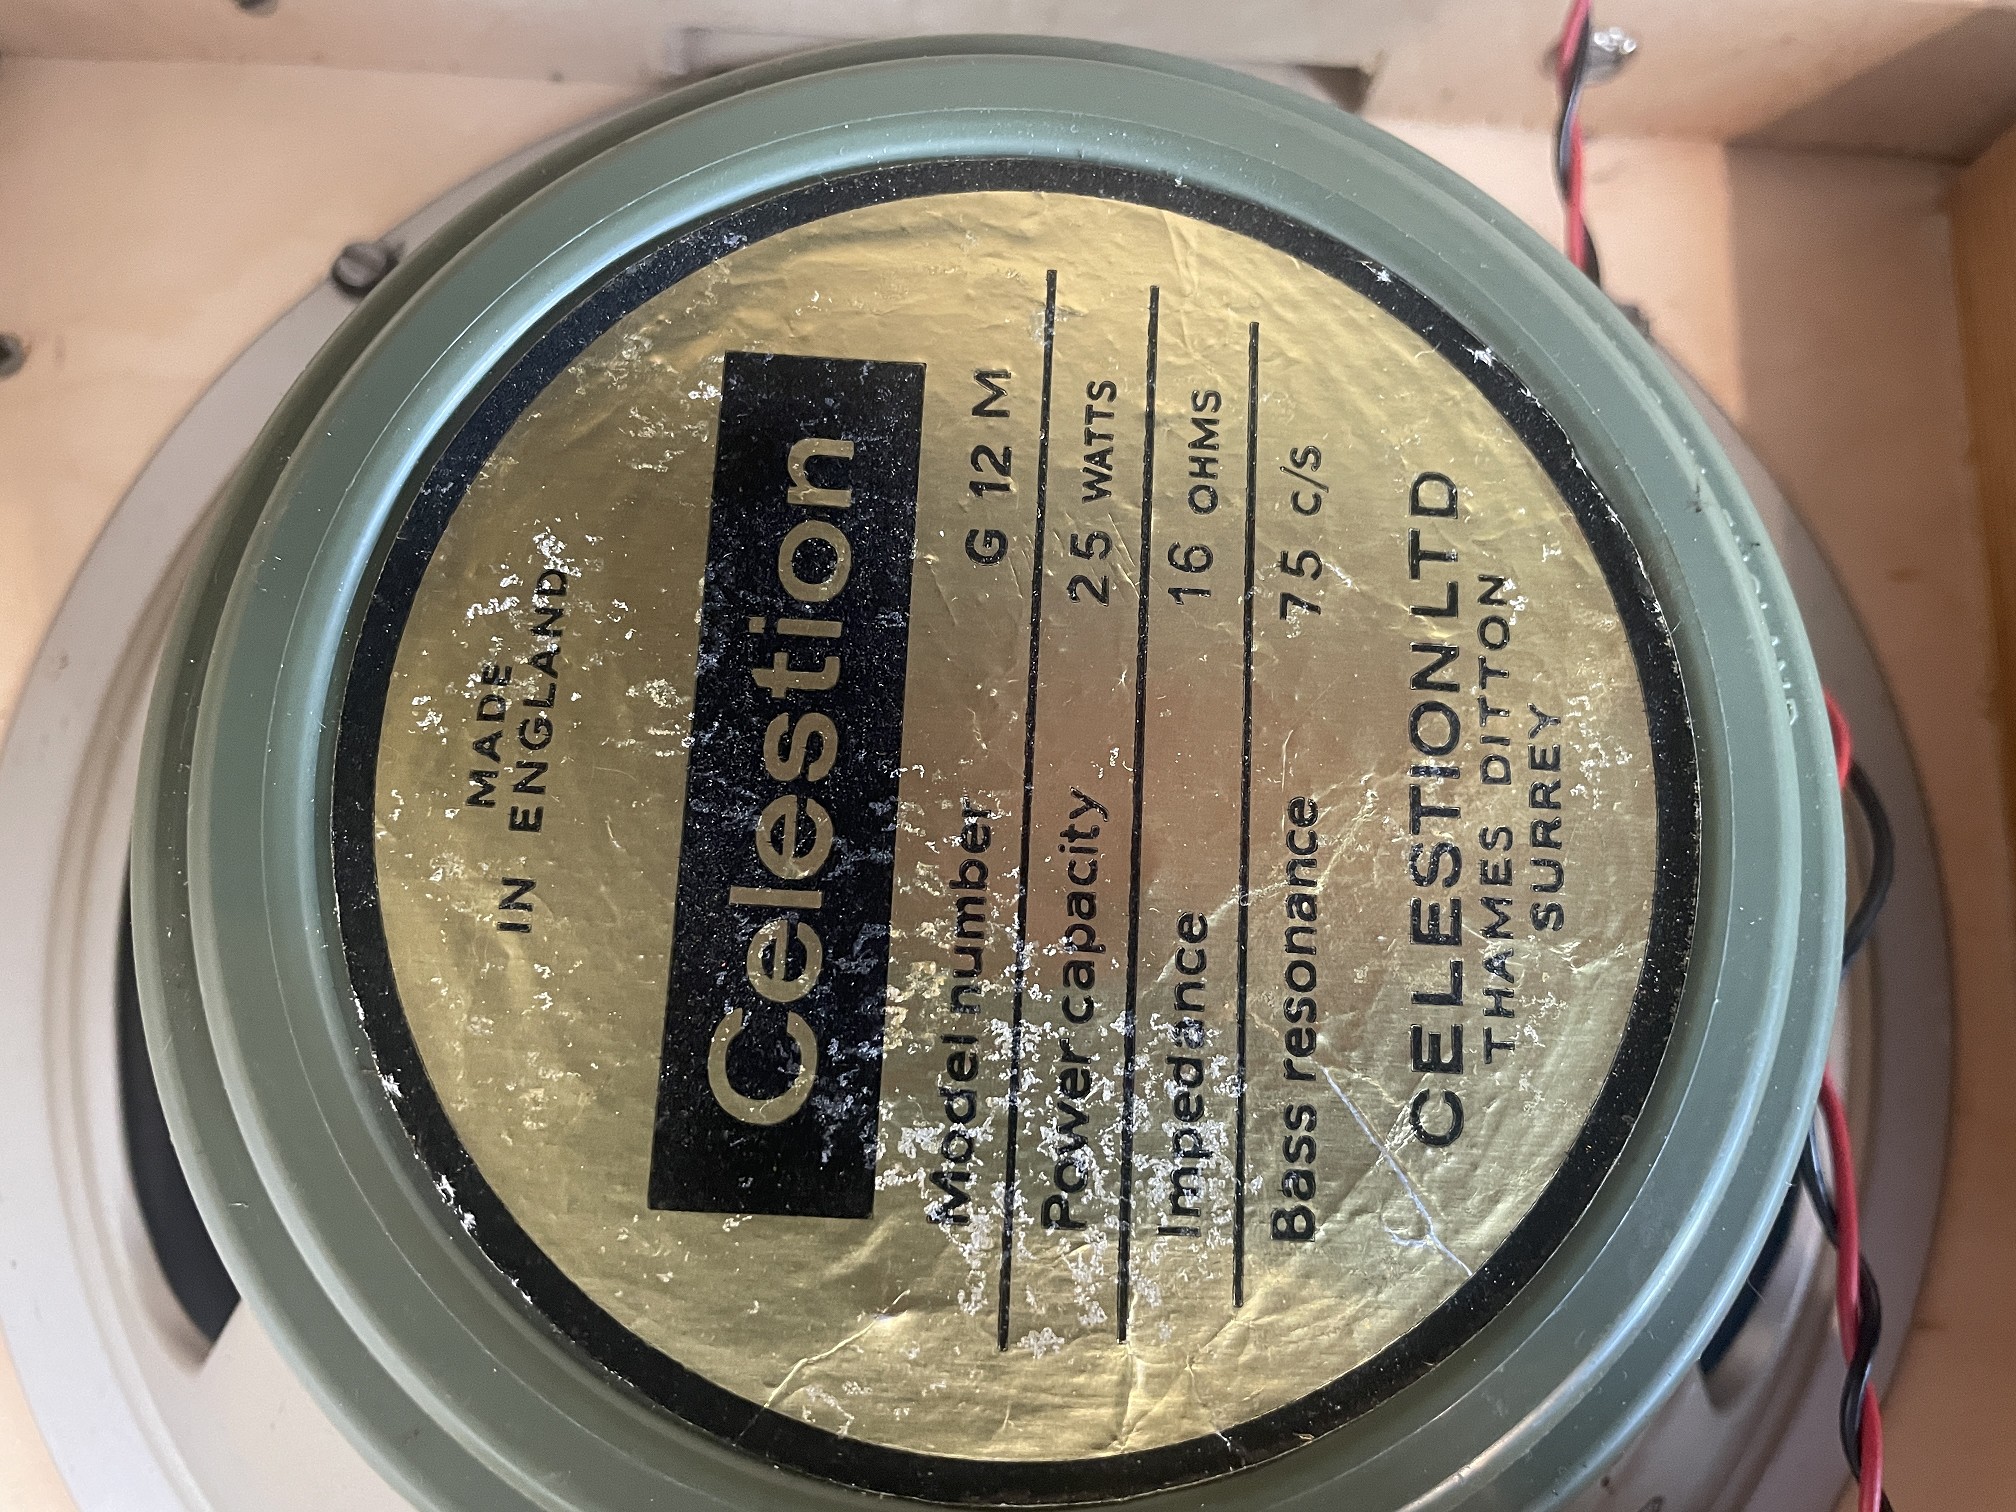 MADE
IN ENGLAND
Celestion
Model number G 12 M
Power capacity 25 WATTS
Impedance 16 OHMS
Bass resonance 75 c/s
CELESTION LTD
THAMES DITTON
SURREY